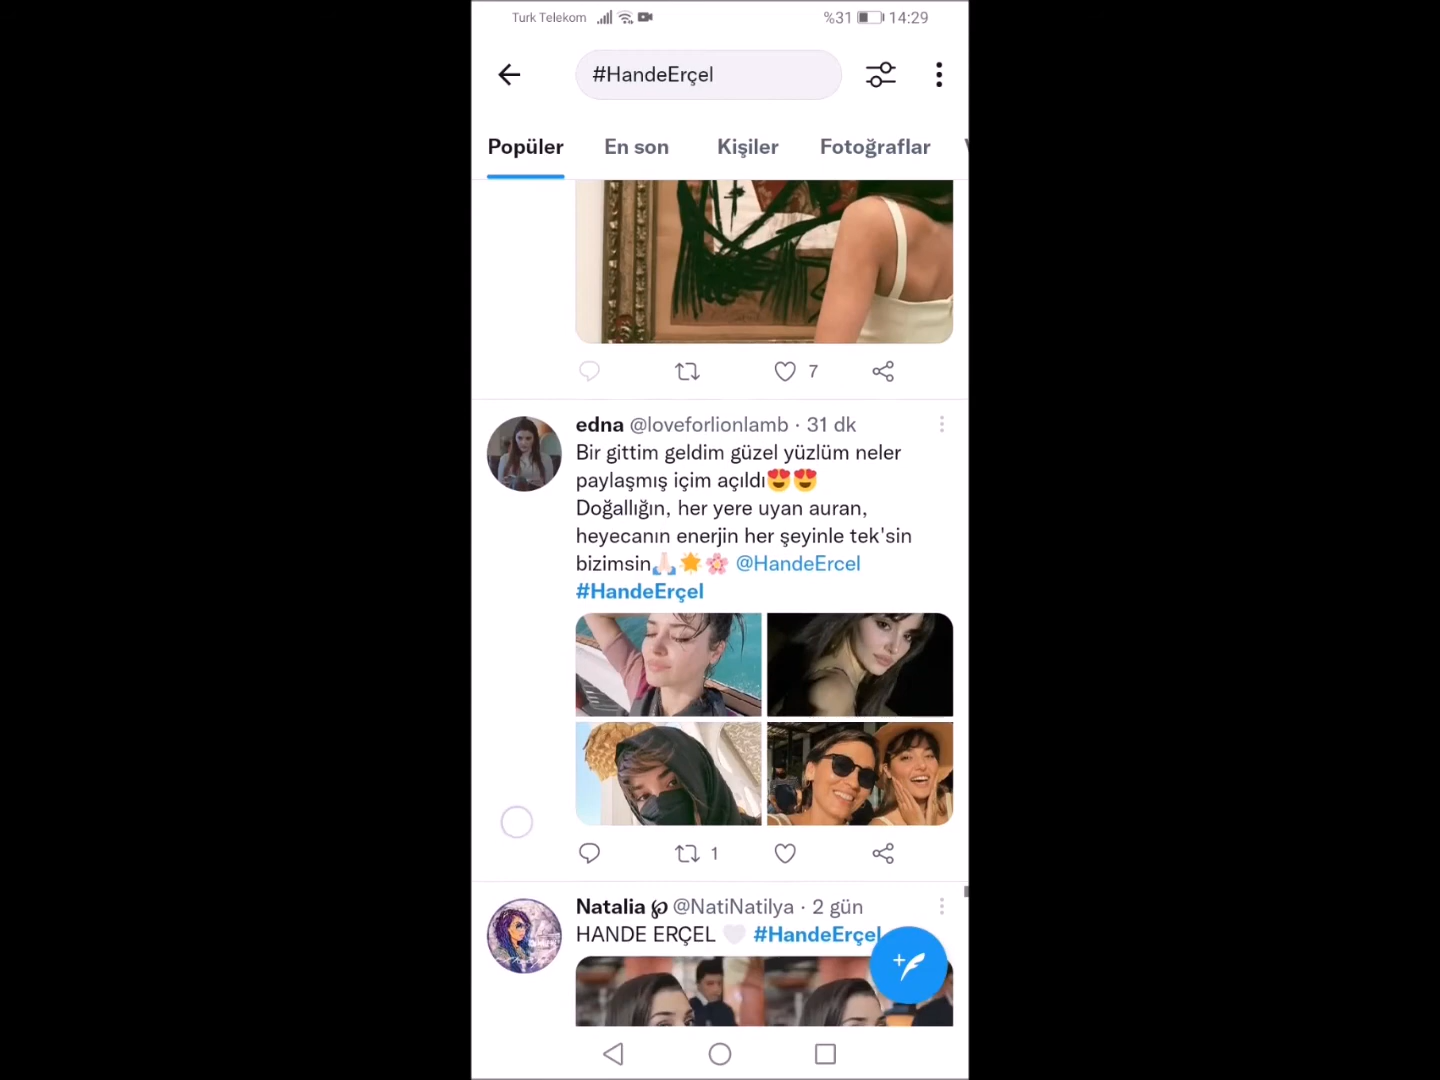 Turk Telekom %31 14:29
#HandeErçel
Popüler En son Kişiler Fotoğraflar
7
edna @loveforlionlamb · 31 dk
Bir gittim geldim güzel yüzlüm neler
paylaşmış içim açıldı😍😍
Doğallığın, her yere uyan auran,
heyecanın enerjin her şeyinle tek'sin
bizimsin🙏🏻🌟🌸 @HandeErcel
#HandeErçel
1
Natalia ℘ @NatiNatilya · 2 gün
HANDE ERÇEL 🤍 #HandeErçel